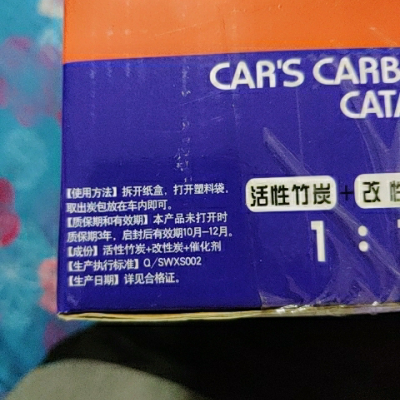 CAR'S CARB
CATA
【使用方法】拆开纸盒，打开塑料袋，
取出炭包放在车内即可。
【质保期和有效期】本产品未打开时
质保期3年，启封后有效期10月-12月。
【成份】活性竹炭+改性炭+催化剂
【生产执行标准】Q/SWXS002
【生产日期】详见合格证。
活性竹炭 + 改性
1 :